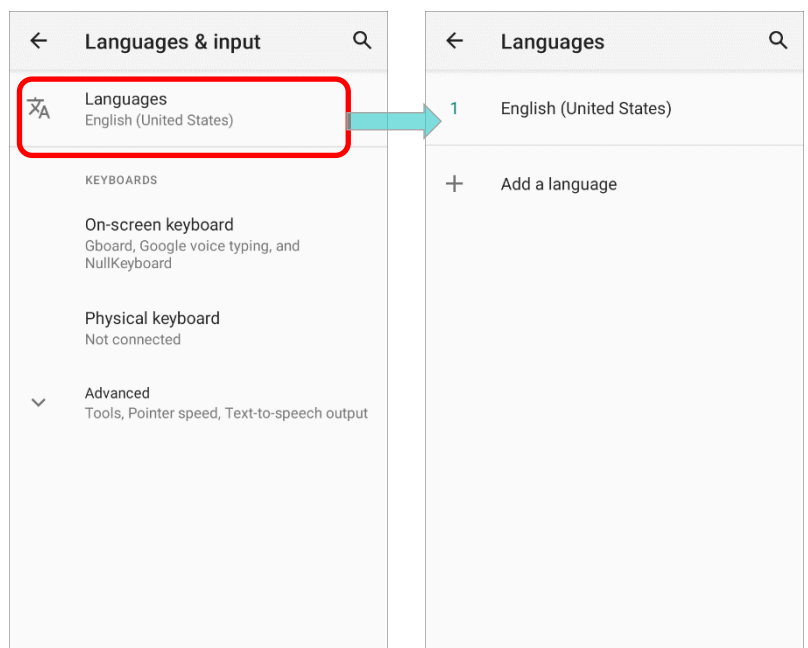 Languages & input
Languages
English (United States)
KEYBOARDS
On-screen keyboard
Gboard, Google voice typing, and
NullKeyboard
Physical keyboard
Not connected
Advanced
Tools, Pointer speed, Text-to-speech output
Languages
1 English (United States)
Add a language